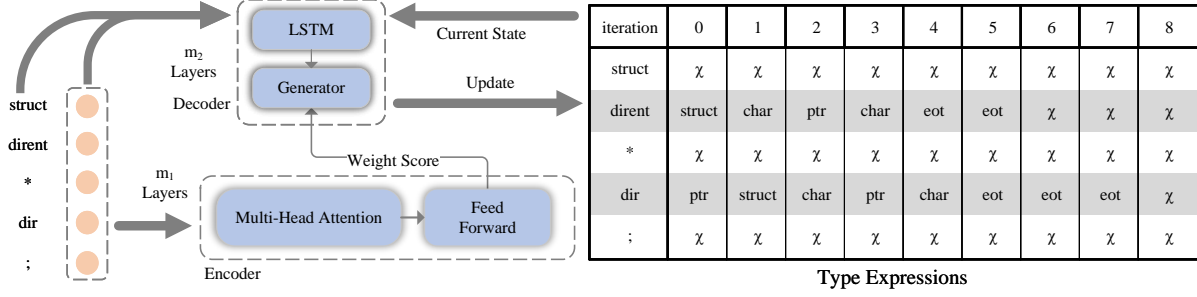 struct
dirent
*
dir
;
m1
Layers
Multi-Head Attention
Feed
Forward
Encoder
Weight Score
LSTM
Generator
m2
Layers
Decoder
Current State
Update
iteration 0 1 2 3 4 5 6 7 8
struct χ χ χ χ χ χ χ χ χ
dirent struct char ptr char eot eot χ χ χ
* χ χ χ χ χ χ χ χ χ
dir ptr struct char ptr char eot eot eot χ
; χ χ χ χ χ χ χ χ χ
Type Expressions